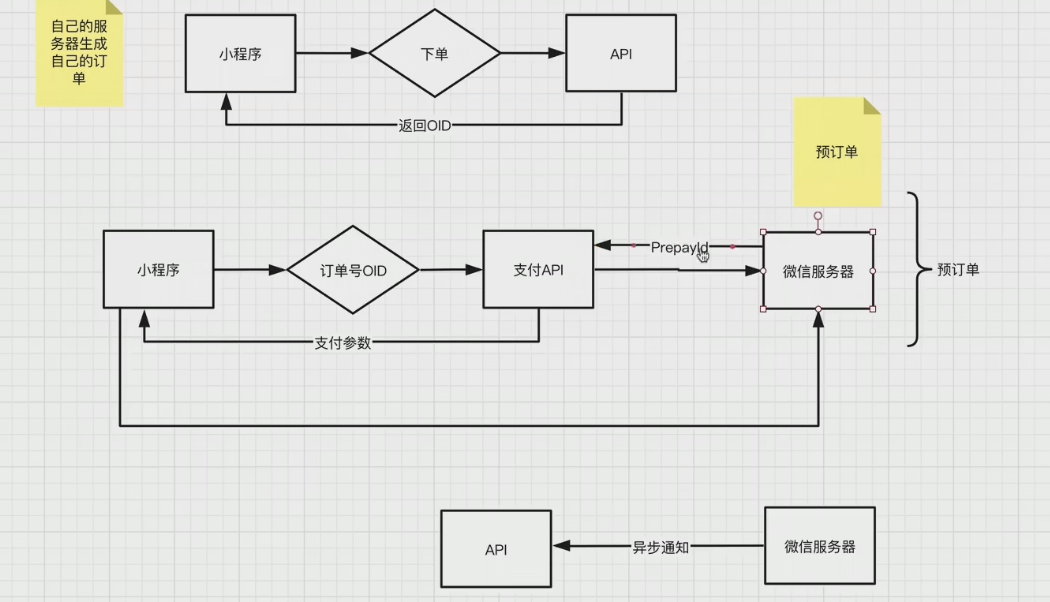 自己的服
务器生成
自己的订
单
小程序
下单
API
返回OID
预订单
小程序
订单号OID
支付API
PrepayId
微信服务器
预订单
支付参数
API
异步通知
微信服务器